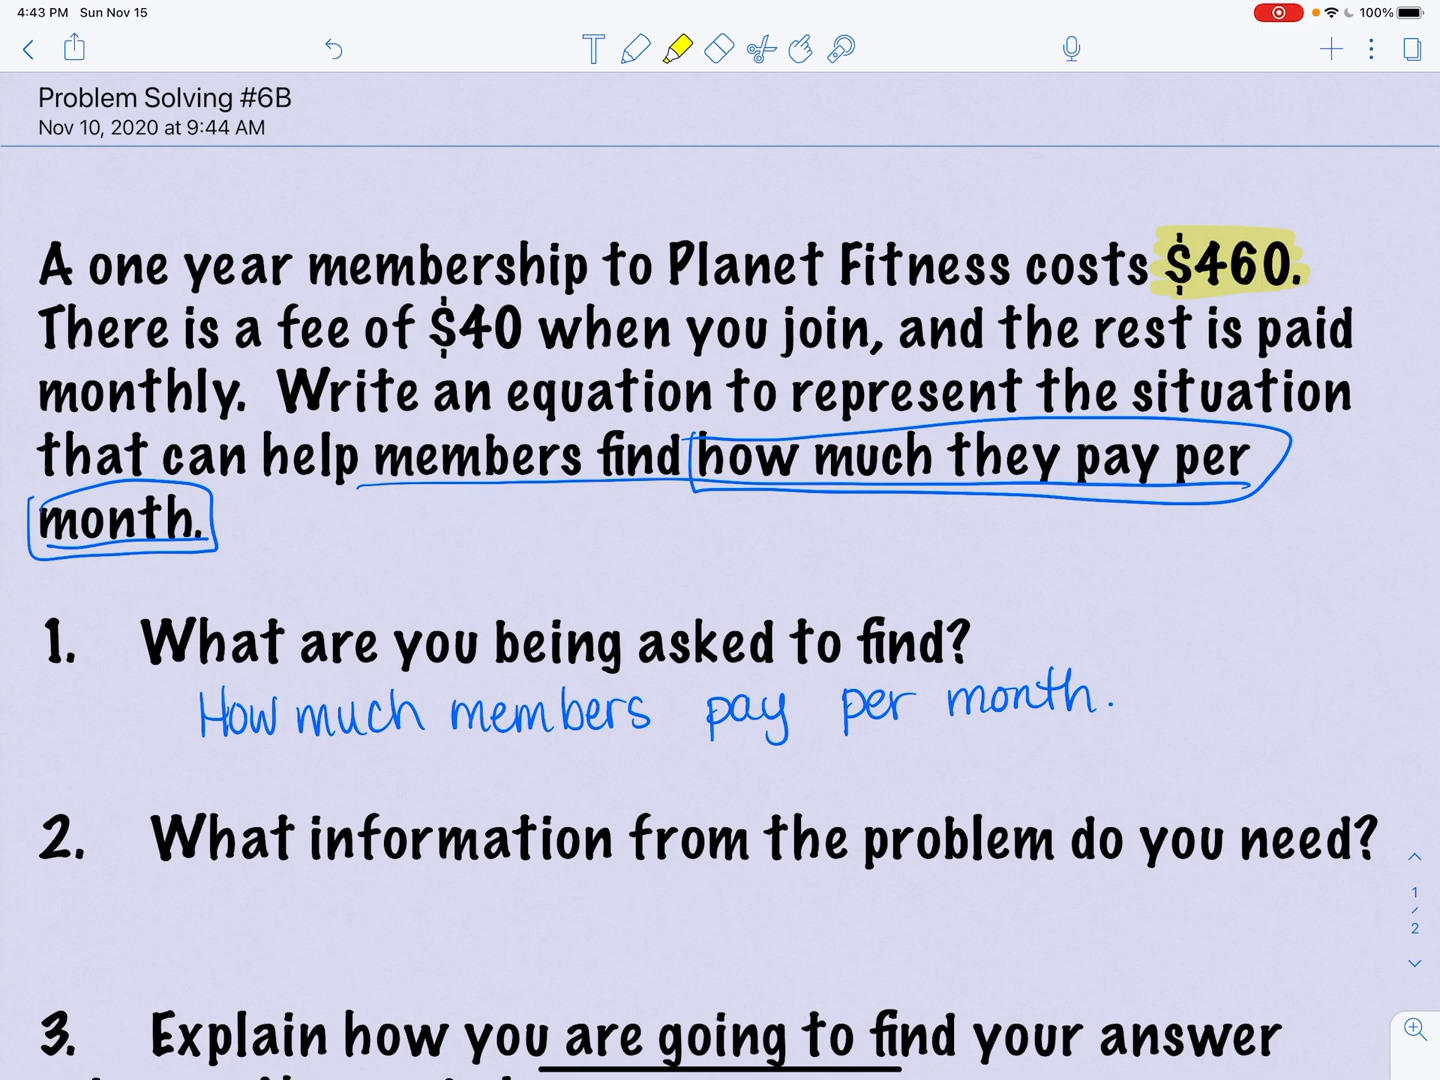 4:43 PM Sun Nov 15
100%
Problem Solving #6B
Nov 10, 2020 at 9:44 AM
A one year membership to Planet Fitness costs $460.
There is a fee of $40 when you join, and the rest is paid
monthly. Write an equation to represent the situation
that can help members find how much they pay per
month.
1. What are you being asked to find?
How much members pay per month.
2. What information from the problem do you need?
1
/
2
3. Explain how you are going to find your answer